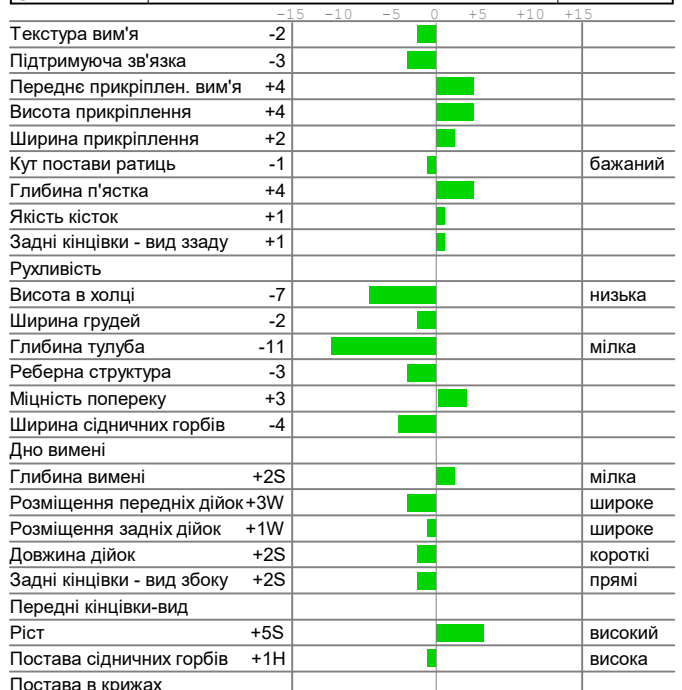 -15 -10 -5 0 +5 +10 +15
Текстура вим'я -2
Підтримуюча зв'язка -3
Переднє прикріплен. вим'я +4
Висота прикріплення +4
Ширина прикріплення +2
Кут постави ратиць -1 бажаний
Глибина п'ястка +4
Якість кісток +1
Задні кінцівки - вид ззаду +1
Рухливість
Висота в холці -7 низька
Ширина грудей -2
Глибина тулуба -11 мілка
Реберна структура -3
Міцність попереку +3
Ширина сідничних горбів -4
Дно вимені
Глибина вимені +2S мілка
Розміщення передніх дійок +3W широке
Розміщення задніх дійок +1W широке
Довжина дійок +2S короткі
Задні кінцівки - вид збоку +2S прямі
Передні кінцівки-вид
Ріст +5S високий
Постава сідничних горбів +1H висока
Постава в крижах